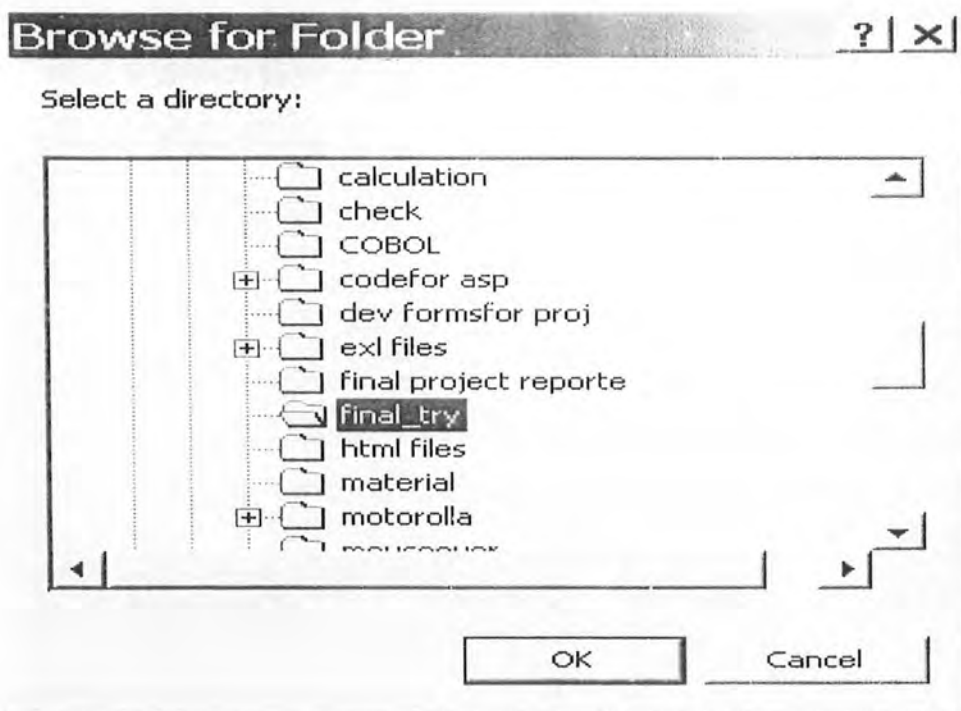 Browse for Folder
Select a directory:
calculation
check
COBOL
codefor asp
dev formsfor proj
exl files
final project reporte
final_try
html files
material
motorolla
OK Cancel